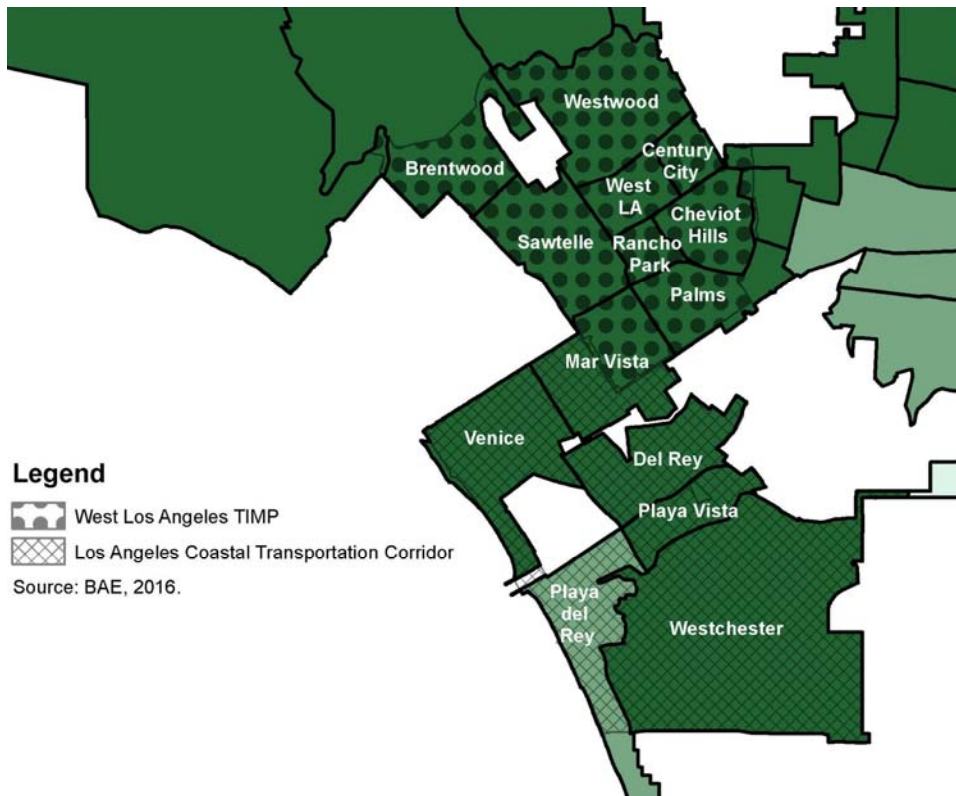 Westwood
Century
City
Brentwood
West
LA
Cheviot
Hills
Sawtelle
Rancho
Park
Palms
Mar Vista
Venice
Del Rey
Playa Vista
Playa
del
Rey
Westchester
Legend
West Los Angeles TIMP
Los Angeles Coastal Transportation Corridor
Source: BAE, 2016.